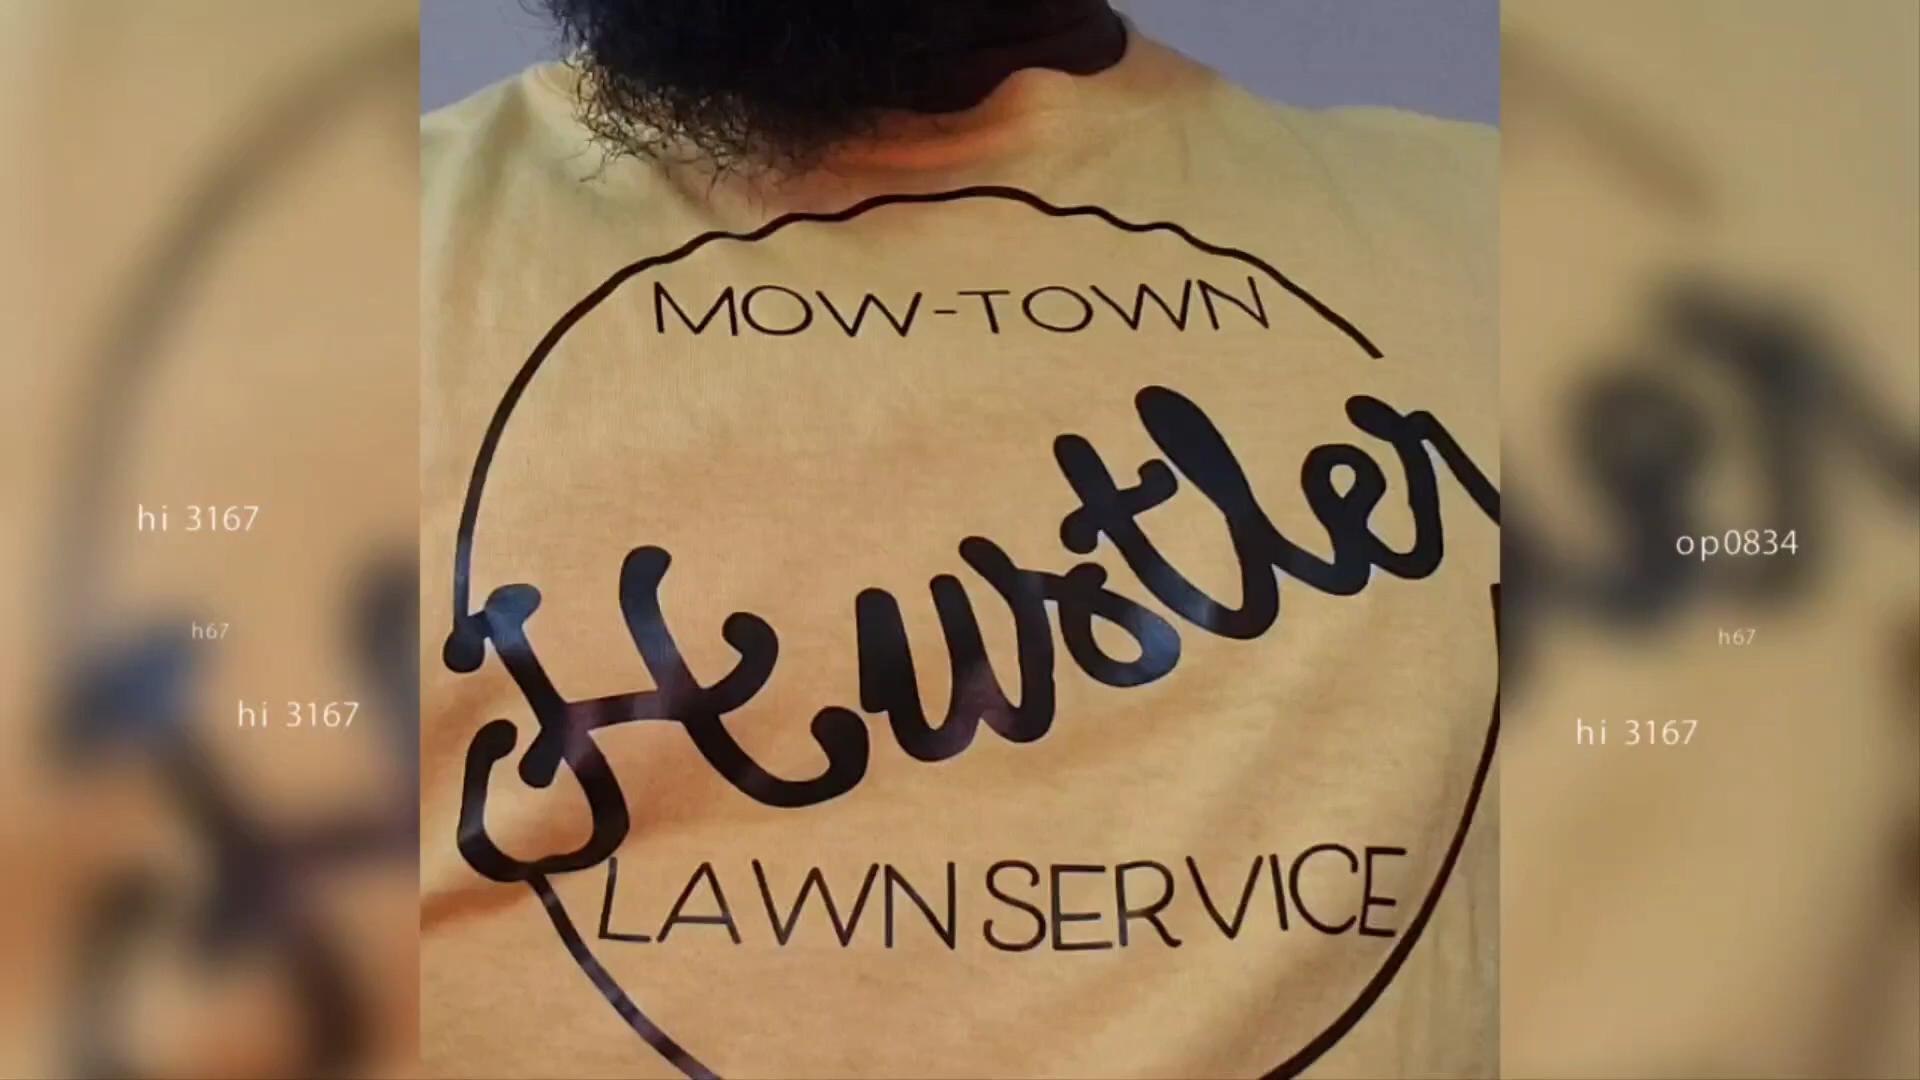 MOW-TOWN
Hustler
LAWN SERVICE
hi 3167
h67
hi 3167
op0834
h67
hi 3167